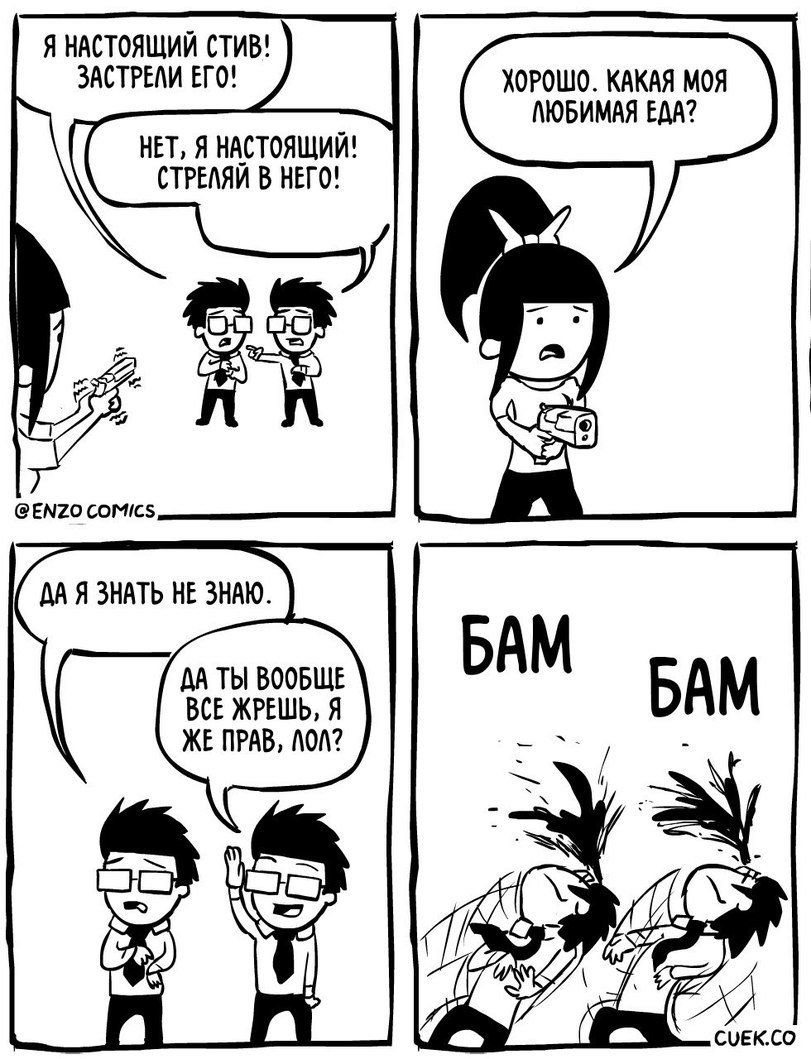 Я НАСТОЯЩИЙ СТИВ!
ЗАСТРЕЛИ ЕГО!
НЕТ, Я НАСТОЯЩИЙ!
СТРЕЛЯЙ В НЕГО!
@ENZO COMICS
ХОРОШО. КАКАЯ МОЯ
ЛЮБИМАЯ ЕДА?
ДА Я ЗНАТЬ НЕ ЗНАЮ.
ДА ТЫ ВООБЩЕ
ВСЕ ЖРЕШЬ, Я
ЖЕ ПРАВ, ЛОЛ?
БАМ
БАМ
CUEK.CO